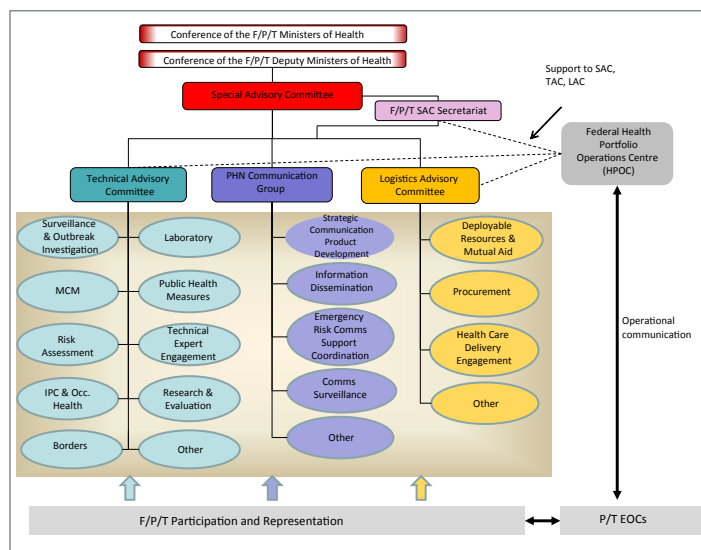 Conference of the F/P/T Ministers of Health
Conference of the F/P/T Deputy Ministers of Health
Special Advisory Committee
F/P/T SAC Secretariat
Support to SAC,
TAC, LAC
Federal Health
Portfolio
Operations Centre
(HPOC)
Technical Advisory
Committee
PHN Communication
Group
Logistics Advisory
Committee
Surveillance
& Outbreak
Investigation
Laboratory
MCM
Public Health
Measures
Risk
Assessment
Technical
Expert
Engagement
IPC & Occ.
Health
Research &
Evaluation
Borders
Other
Strategic
Communication
Product
Development
Information
Dissemination
Emergency
Risk Comms
Support
Coordination
Comms
Surveillance
Other
Deployable
Resources &
Mutual Aid
Procurement
Health Care
Delivery
Engagement
Other
Operational
communication
F/P/T Participation and Representation
P/T EOCs